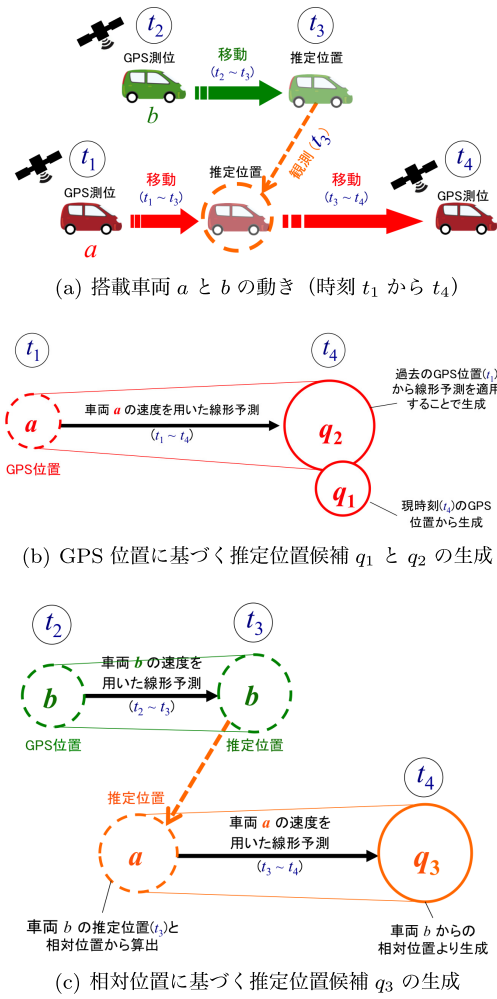 t2
t3
GPS測位
移動
(t2 ~ t3)
推定位置
b
観測 (t3)
t1
t4
GPS測位
移動
(t1 ~ t3)
推定位置
移動
(t3 ~ t4)
GPS測位
a
(a) 搭載車両 a と b の動き（時刻 t1 から t4）
t1
t4
過去のGPS位置(t1)
から線形予測を適用
することで生成
車両 a の速度を用いた線形予測
(t1 ~ t4)
a
q2
GPS位置
q1
現時刻(t4)のGPS
位置から生成
(b) GPS 位置に基づく推定位置候補 q1 と q2 の生成
t2
t3
車両 b の速度を
用いた線形予測
(t2 ~ t3)
b
b
GPS位置
推定位置
t4
推定位置
車両 a の速度を
用いた線形予測
(t3 ~ t4)
a
q3
車両 b の推定位置(t3)と
相対位置から算出
車両 b からの
相対位置より生成
(c) 相対位置に基づく推定位置候補 q3 の生成